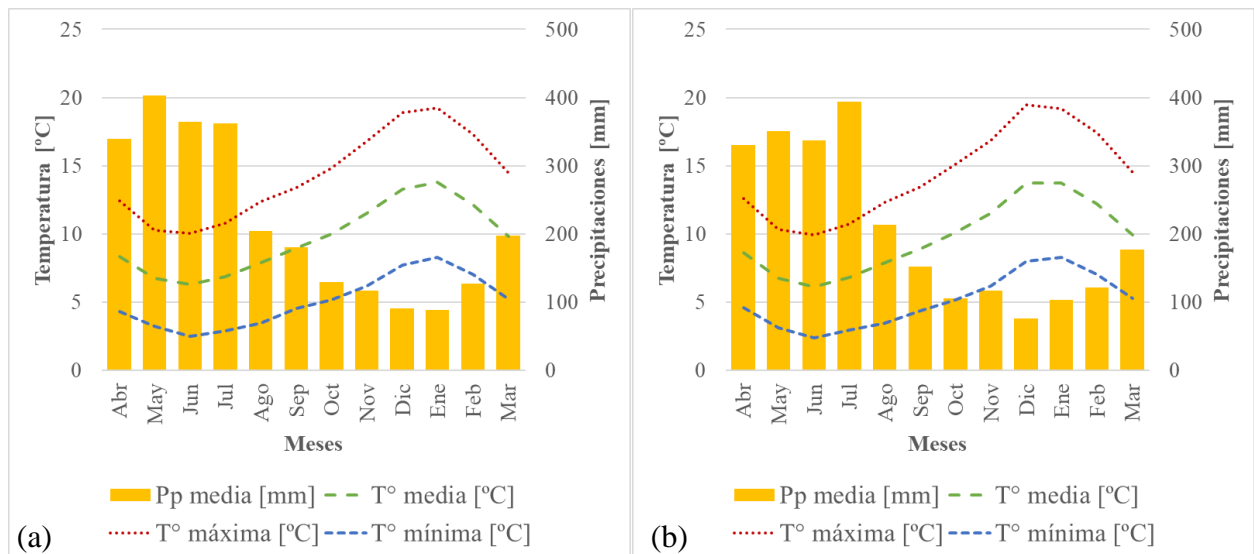 25
20
15
10
5
0
Temperatura [ºC]
500
400
300
200
100
0
Precipitaciones [mm]
Abr
May
Jun
Jul
Ago
Sep
Oct
Nov
Dic
Ene
Feb
Mar
Meses
Pp media [mm]
T° media [ºC]
T° máxima [ºC]
T° mínima [ºC]
(a)
25
20
15
10
5
0
Temperatura [ºC]
500
400
300
200
100
0
Precipitaciones [mm]
Abr
May
Jun
Jul
Ago
Sep
Oct
Nov
Dic
Ene
Feb
Mar
Meses
Pp media [mm]
T° media [ºC]
T° máxima [ºC]
T° mínima [ºC]
(b)